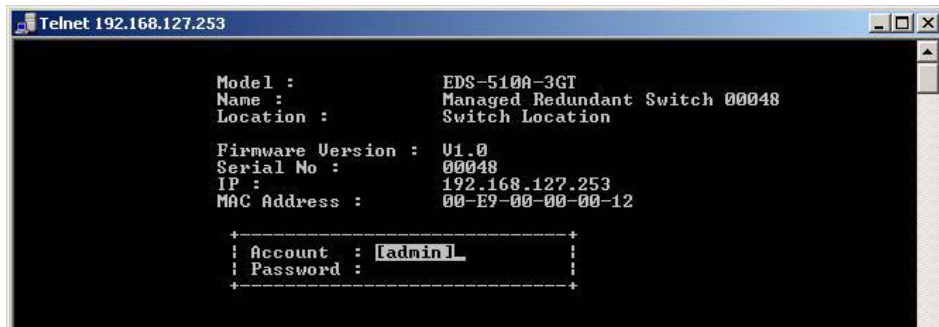 Telnet 192.168.127.253
Model : EDS-510A-3GT
Name : Managed Redundant Switch 00048
Location : Switch Location
Firmware Version : V1.0
Serial No : 00048
IP : 192.168.127.253
MAC Address : 00-E9-00-00-00-12
Account : [admin]_
Password :